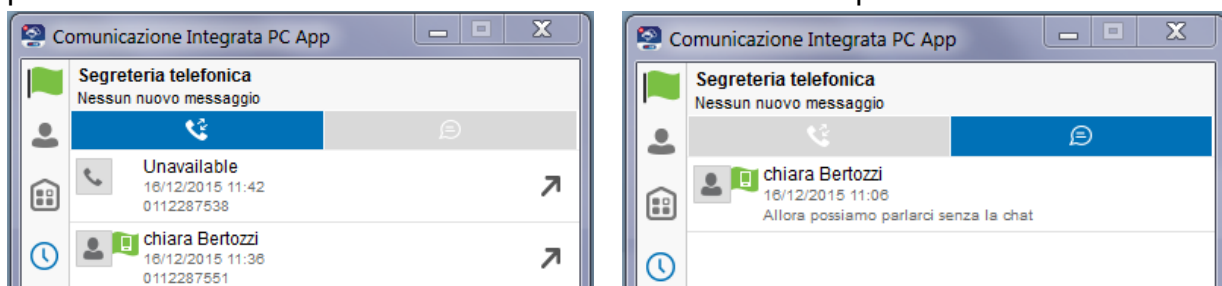 Comunicazione Integrata PC App
Segreteria telefonica
Nessun nuovo messaggio
Unavailable
16/12/2015 11:42
0112287538
chiara Bertozzi
16/12/2015 11:36
0112287551
Comunicazione Integrata PC App
Segreteria telefonica
Nessun nuovo messaggio
chiara Bertozzi
16/12/2015 11:06
Allora possiamo parlarci senza la chat